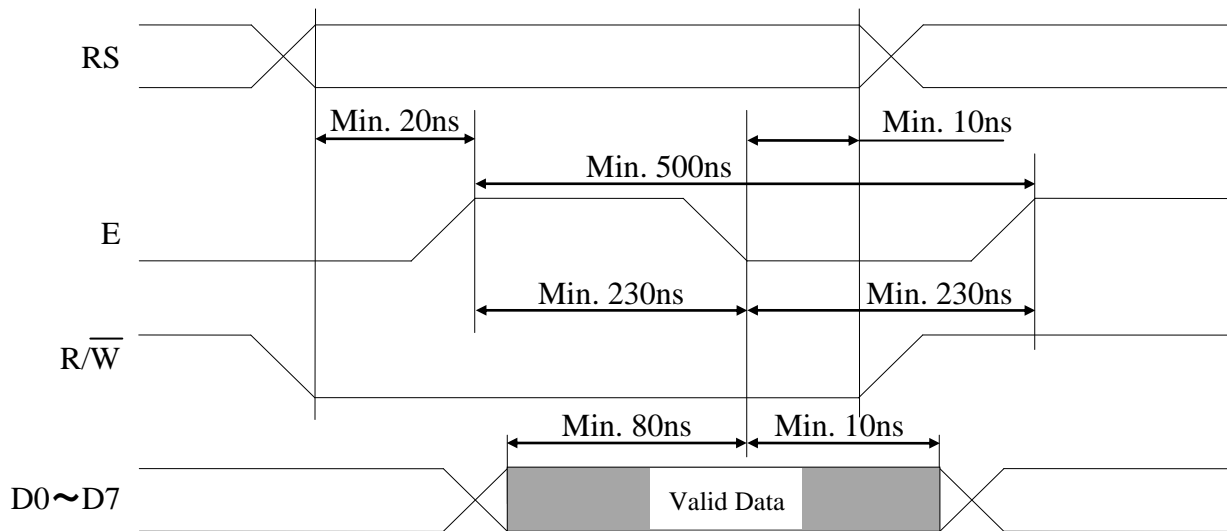 RS
Min. 20ns
Min. 10ns
Min. 500ns
E
Min. 230ns
Min. 230ns
R/W̅
Min. 80ns
Min. 10ns
D0～D7
Valid Data